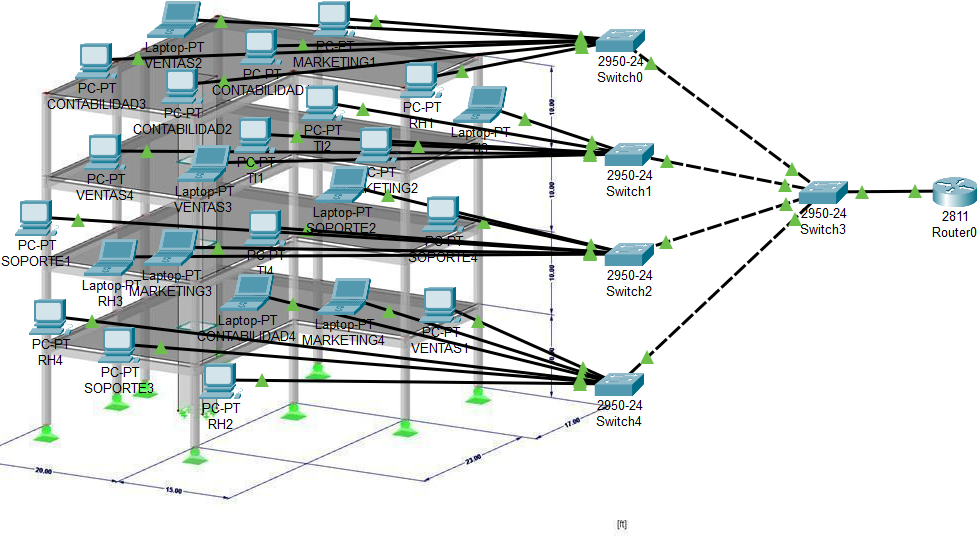 Laptop-PT
VENTAS2
PC-PT
MARKETING1
2950-24
Switch0
PC-PT
CONTABILIDAD3
PC-PT
CONTABILIDAD
PC-PT
CONTABILIDAD2
PC-PT
RH1
10.00
PC-PT
TI2
Laptop-PT
PC-PT
VENTAS4
PC-PT
TI1
Laptop-PT
VENTAS3
C-PT
KETING2
2950-24
Switch1
10.00
2950-24
Switch3
2811
Router0
PC-PT
SOPORTE1
Laptop-PT
SOPORTE2
PC-PT
SOPORTE4
PC-PT
TI4
Laptop-PT
RH3
Laptop-PT
MARKETING3
2950-24
Switch2
10.00
PC-PT
RH4
Laptop-PT
CONTABILIDAD4
Laptop-PT
MARKETING4
PC-PT
VENTAS1
PC-PT
SOPORTE3
PC-PT
RH2
2950-24
Switch4
17.00
23.00
20.00
15.00
[ft]